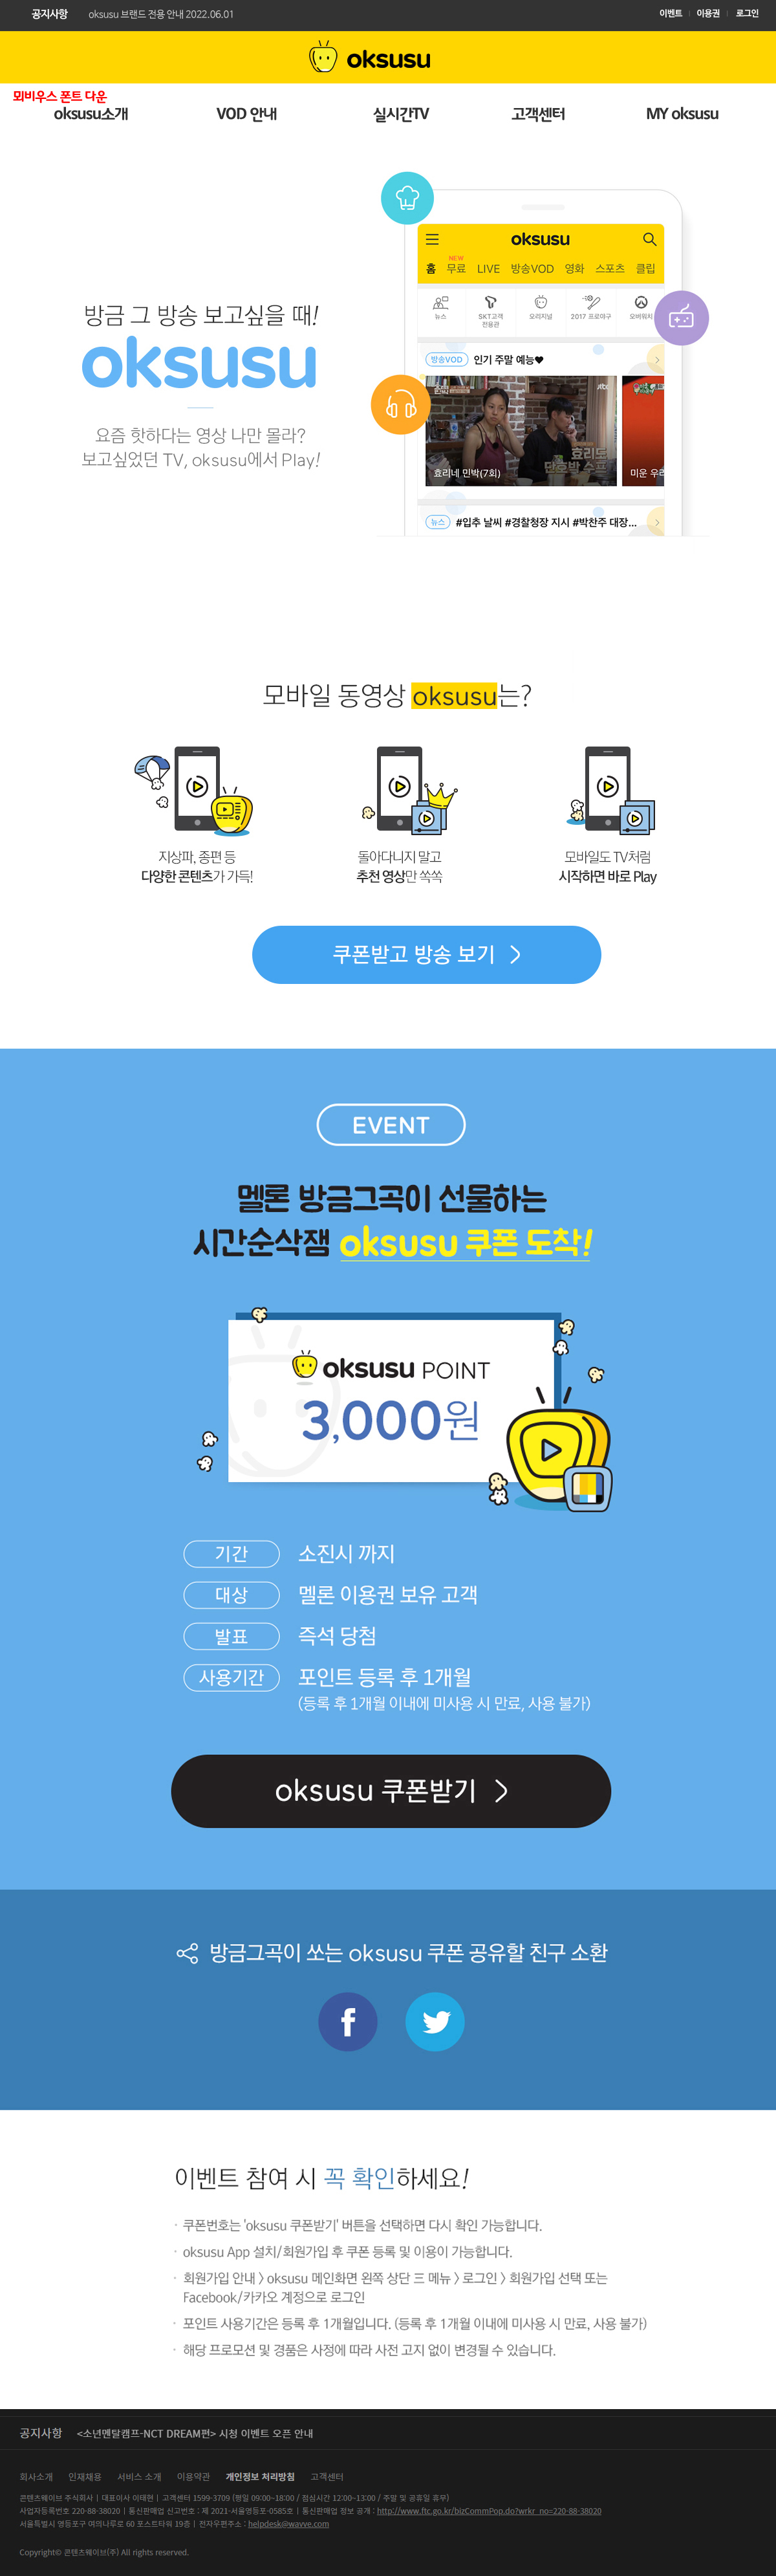 공지사항 oksusu 브랜드 전용 안내 2022.06.01 이벤트 이용권 로그인
oksusu
뫼비우스 폰트 다운
oksusu소개 VOD 안내 실시간TV 고객센터 MY oksusu
방금 그 방송 보고싶을 때!
oksusu
요즘 핫하다는 영상 나만 몰라?
보고싶었던 TV, oksusu에서 Play!
oksusu
NEW
홈 무료 LIVE 방송VOD 영화 스포츠 클립
뉴스 SKT고객 전용관 오리지널 2017 프로야구 오버워치
방송VOD 인기 주말 예능♥
jtbc
효리도
단호박 수프
효리네 민박(7회) 미운 우리
뉴스 #입추 날씨 #경찰청장 지시 #박찬주 대장...
모바일 동영상 oksusu는?
지상파, 종편 등
다양한 콘텐츠가 가득!
돌아다니지 말고
추천 영상만 쏙쏙
모바일도 TV처럼
시작하면 바로 Play
쿠폰받고 방송 보기 >
EVENT
멜론 방금그곡이 선물하는
시간순삭잼 oksusu 쿠폰 도착!
oksusu POINT
3,000원
기간 소진시 까지
대상 멜론 이용권 보유 고객
발표 즉석 당첨
사용기간 포인트 등록 후 1개월
(등록 후 1개월 이내에 미사용 시 만료, 사용 불가)
oksusu 쿠폰받기 >
방금그곡이 쏘는 oksusu 쿠폰 공유할 친구 소환
f
이벤트 참여 시 꼭 확인하세요!
· 쿠폰번호는 'oksusu 쿠폰받기' 버튼을 선택하면 다시 확인 가능합니다.
· oksusu App 설치/회원가입 후 쿠폰 등록 및 이용이 가능합니다.
· 회원가입 안내 > oksusu 메인화면 왼쪽 상단 三 메뉴 > 로그인 > 회원가입 선택 또는
Facebook/카카오 계정으로 로그인
· 포인트 사용기간은 등록 후 1개월입니다. (등록 후 1개월 이내에 미사용 시 만료, 사용 불가)
· 해당 프로모션 및 경품은 사정에 따라 사전 고지 없이 변경될 수 있습니다.
공지사항 <소년멘탈캠프-NCT DREAM편> 시청 이벤트 오픈 안내
회사소개 인재채용 서비스 소개 이용약관 개인정보 처리방침 고객센터
콘텐츠웨이브 주식회사 | 대표이사 이태현 | 고객센터 1599-3709 (평일 09:00~18:00 / 점심시간 12:00~13:00 / 주말 및 공휴일 휴무)
사업자등록번호 220-88-38020 | 통신판매업 신고번호 : 제 2021-서울영등포-0585호 | 통신판매업 정보 공개 : http://www.ftc.go.kr/bizCommPop.do?wrkr_no=220-88-38020
서울특별시 영등포구 여의나루로 60 포스트타워 19층 | 전자우편주소 : helpdesk@wavve.com
Copyright© 콘텐츠웨이브(주) All rights reserved.